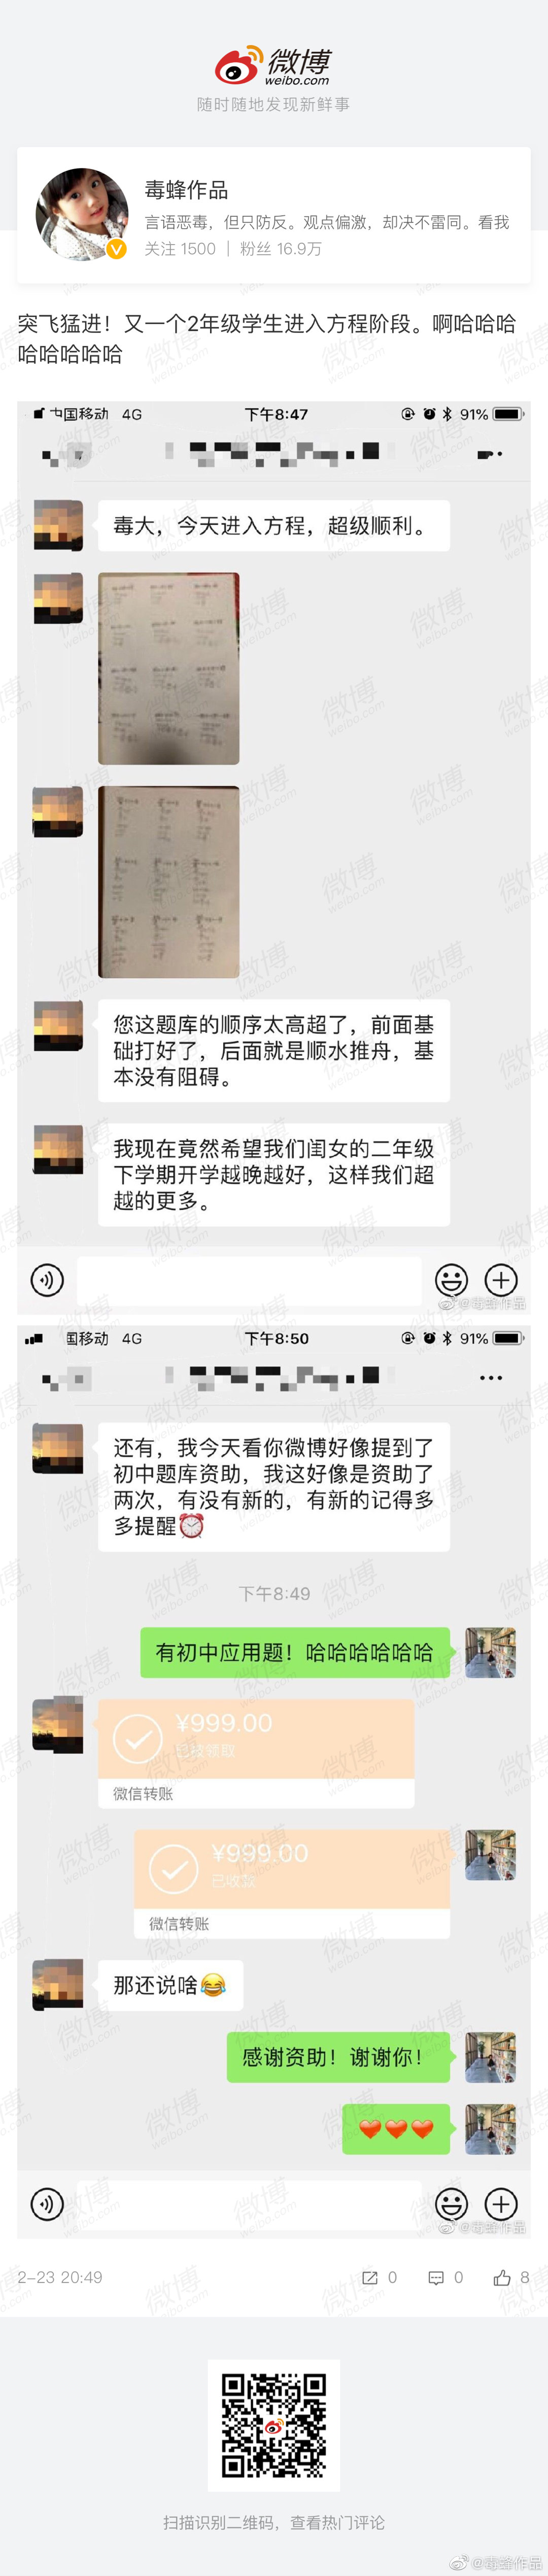 微博
weibo.com
随时随地发现新鲜事
毒蜂作品
言语恶毒，但只防反。观点偏激，却决不雷同。看我
关注 1500 | 粉丝 16.9万
突飞猛进！又一个2年级学生进入方程阶段。啊哈哈哈
哈哈哈哈哈
中国移动 4G 下午8:47 91%
毒大，今天进入方程，超级顺利。
您这题库的顺序太高超了，前面基
础打好了，后面就是顺水推舟，基
本没有阻碍。
我现在竟然希望我们闺女的二年级
下学期开学越晚越好，这样我们超
越的更多。
@毒蜂作品
国移动 4G 下午8:50 91%
还有，我今天看你微博好像提到了
初中题库资助，我这好像是资助了
两次，有没有新的，有新的记得多
多提醒⏰
下午8:49
有初中应用题！哈哈哈哈哈哈
¥999.00
已被领取
微信转账
¥999.00
已收款
微信转账
那还说啥😂
感谢资助！谢谢你！
❤❤❤
@毒蜂作品
2-23 20:49 0 0 8
扫描识别二维码，查看热门评论
@毒蜂作品